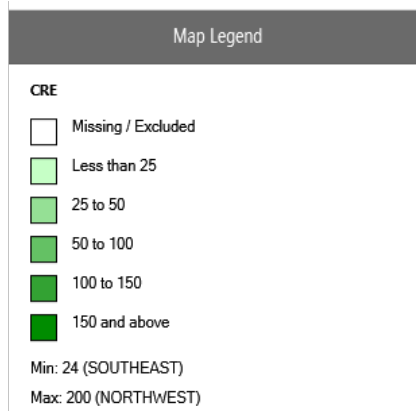 Map Legend
CRE
Missing / Excluded
Less than 25
25 to 50
50 to 100
100 to 150
150 and above
Min: 24 (SOUTHEAST)
Max: 200 (NORTHWEST)